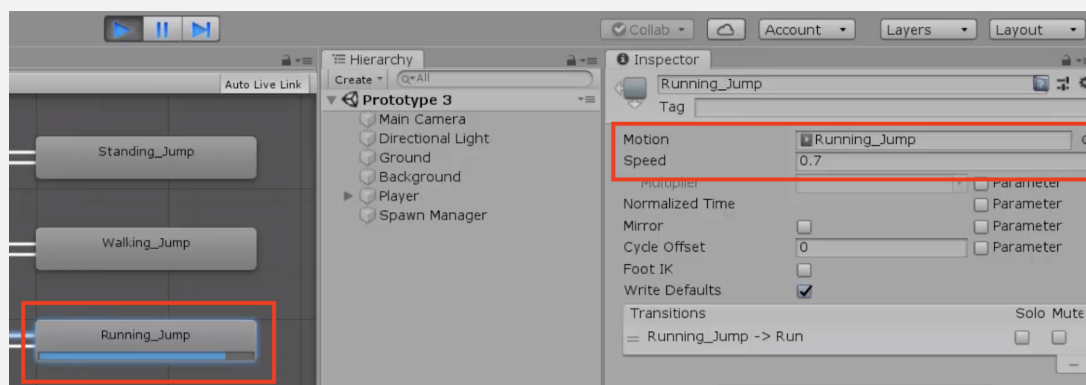 Collab
Account
Layers
Layout
Auto Live Link
Standing_Jump
Walking_Jump
Running_Jump
Hierarchy
Create
All
Prototype 3
Main Camera
Directional Light
Ground
Background
Player
Spawn Manager
Inspector
Running_Jump
Tag
Motion Running_Jump
Speed 0.7
Multiplier Parameter
Normalized Time Parameter
Mirror Parameter
Cycle Offset 0 Parameter
Foot IK
Write Defaults
Transitions Solo Mute
Running_Jump -> Run